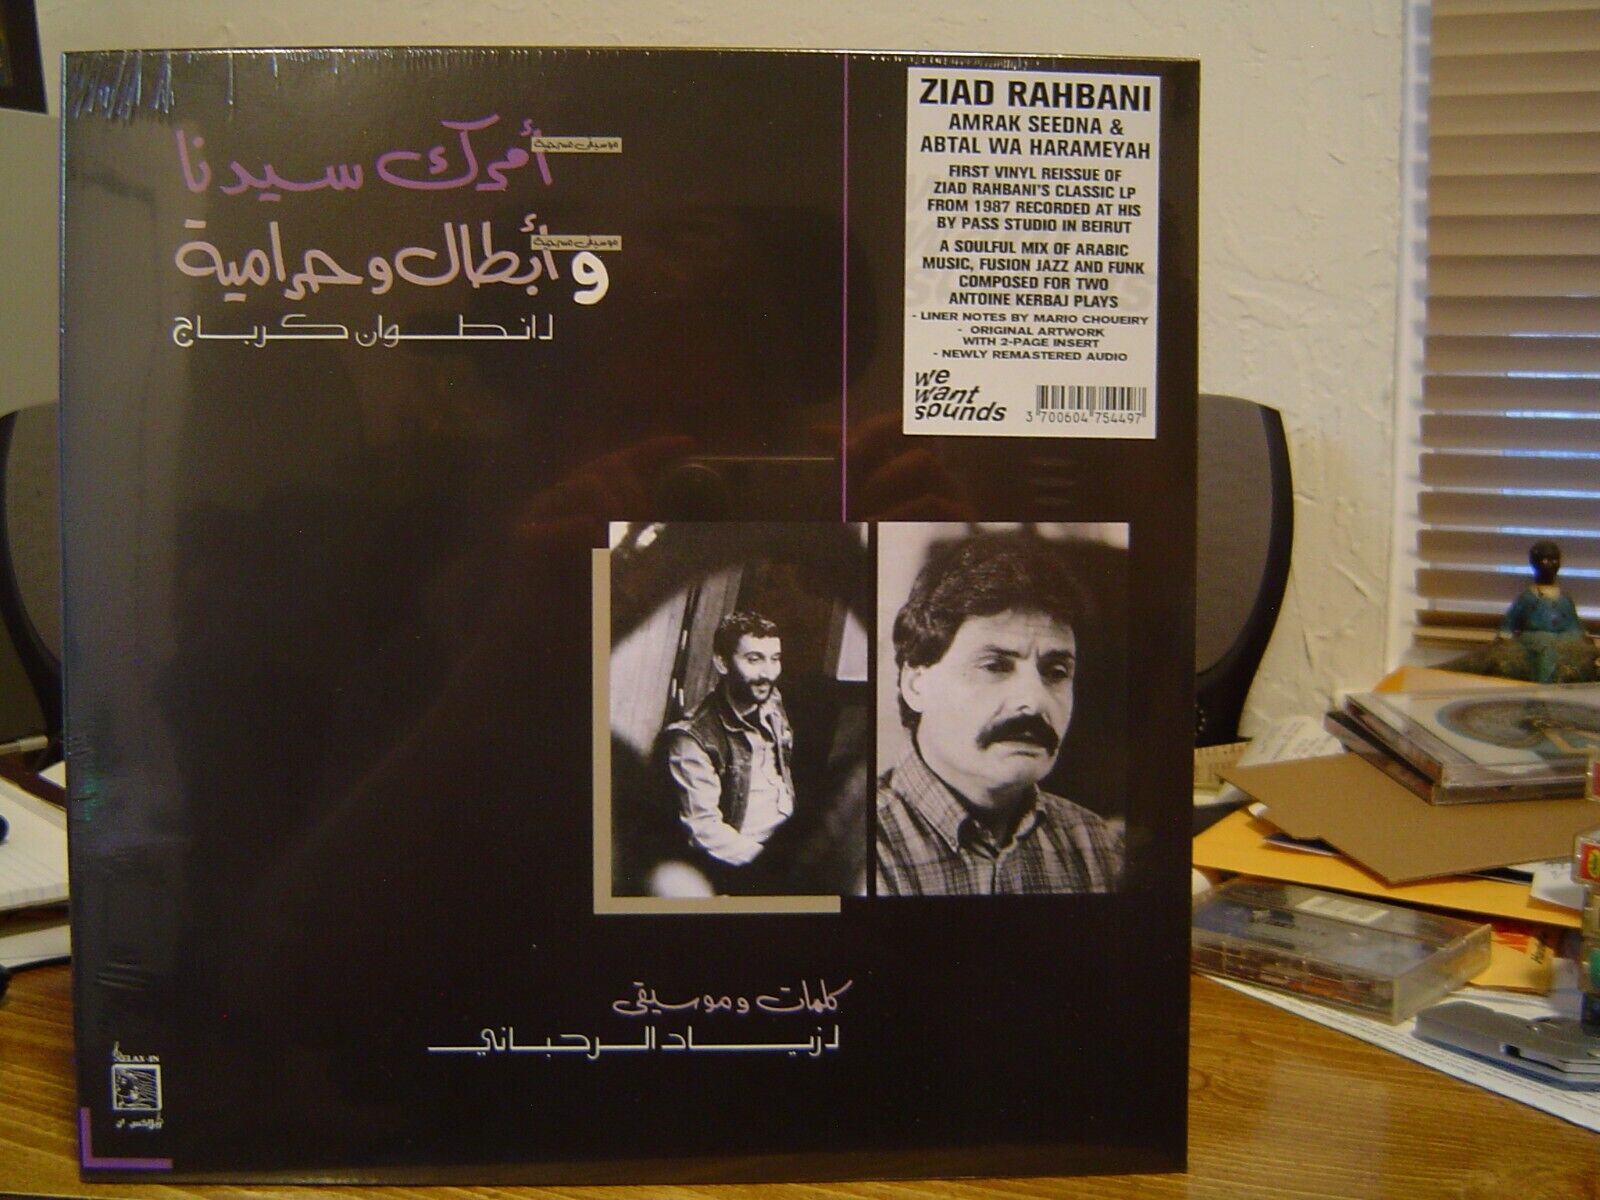 موسيقى مسرحية
أمرك سيدنا
موسيقى مسرحية
و أبطال وحرامية
لانطوان كرباج
ZIAD RAHBANI
AMRAK SEEDNA &
ABTAL WA HARAMEYAH
FIRST VINYL REISSUE OF
ZIAD RAHBANI'S CLASSIC LP
FROM 1987 RECORDED AT HIS
BY PASS STUDIO IN BEIRUT
A SOULFUL MIX OF ARABIC
MUSIC, FUSION JAZZ AND FUNK
COMPOSED FOR TWO
ANTOINE KERBAJ PLAYS
- LINER NOTES BY MARIO CHOUEIRY
- ORIGINAL ARTWORK
WITH 2-PAGE INSERT
- NEWLY REMASTERED AUDIO
we
want
sounds
3 700604 754497
كلمات وموسيقى
لزياد الرحباني
RELAX-IN
ريلاكس ان